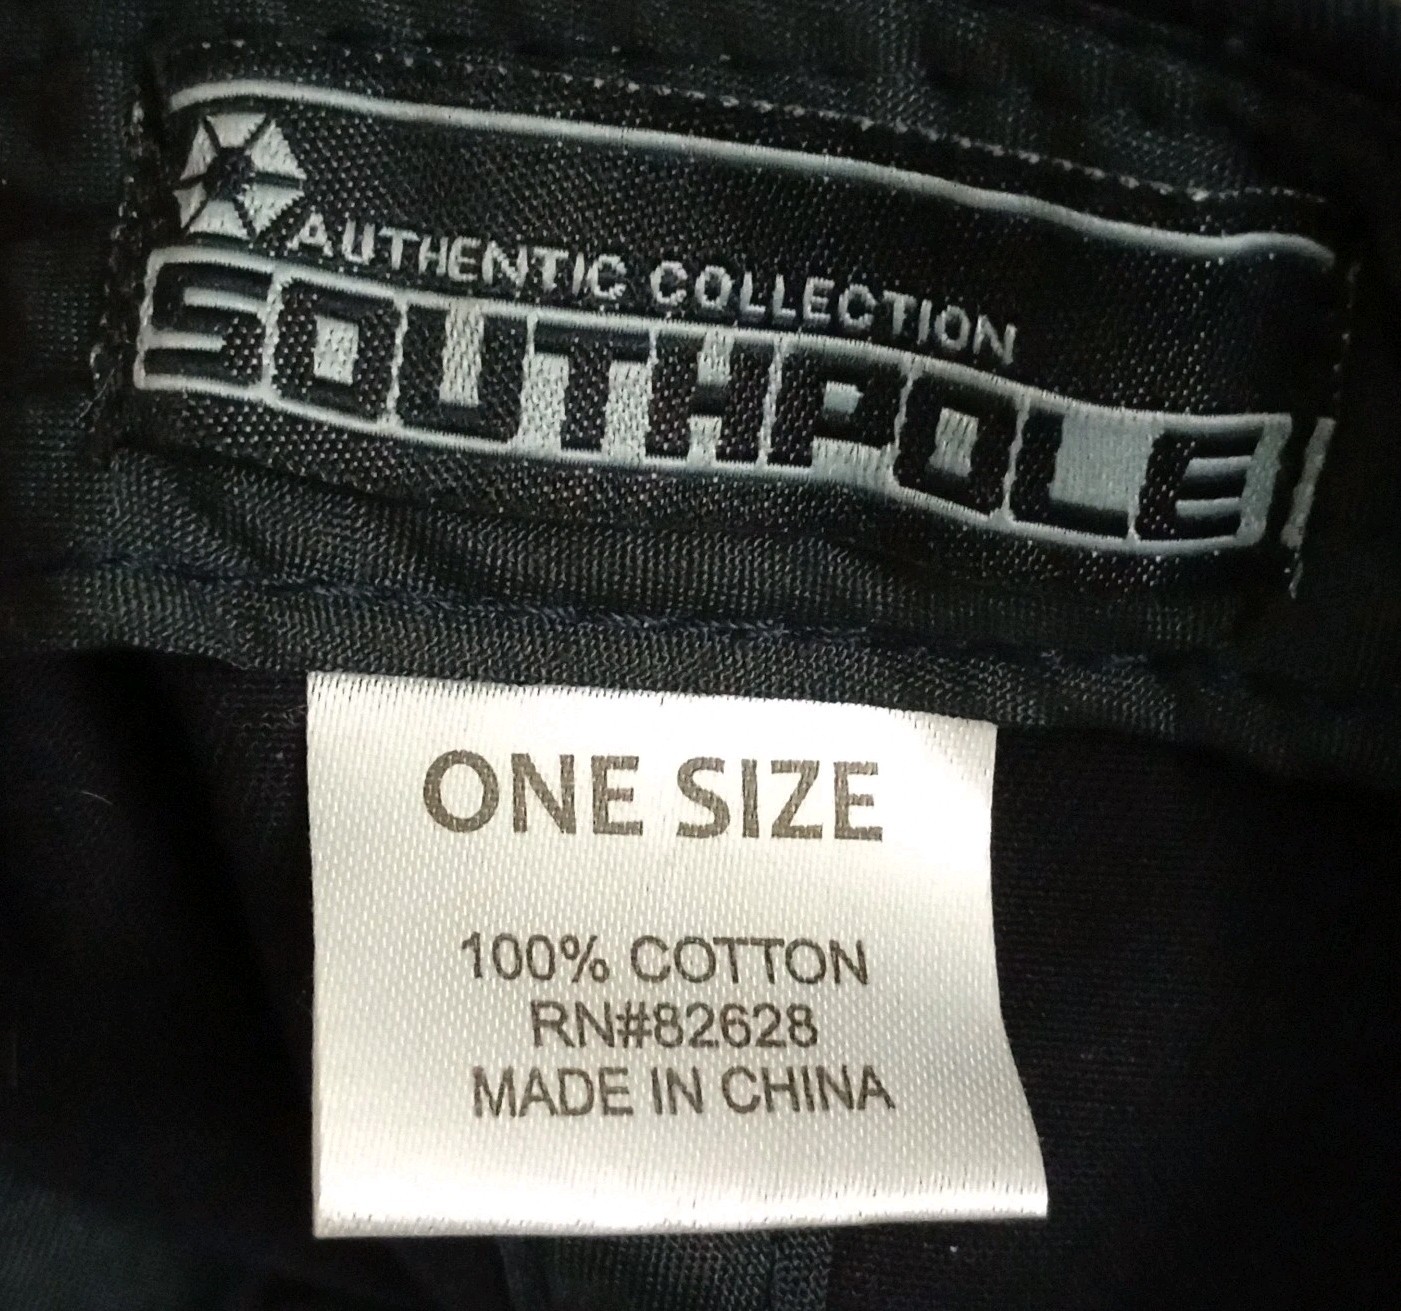 AUTHENTIC COLLECTION
SOUTHPOLE
ONE SIZE
100% COTTON
RN#82628
MADE IN CHINA